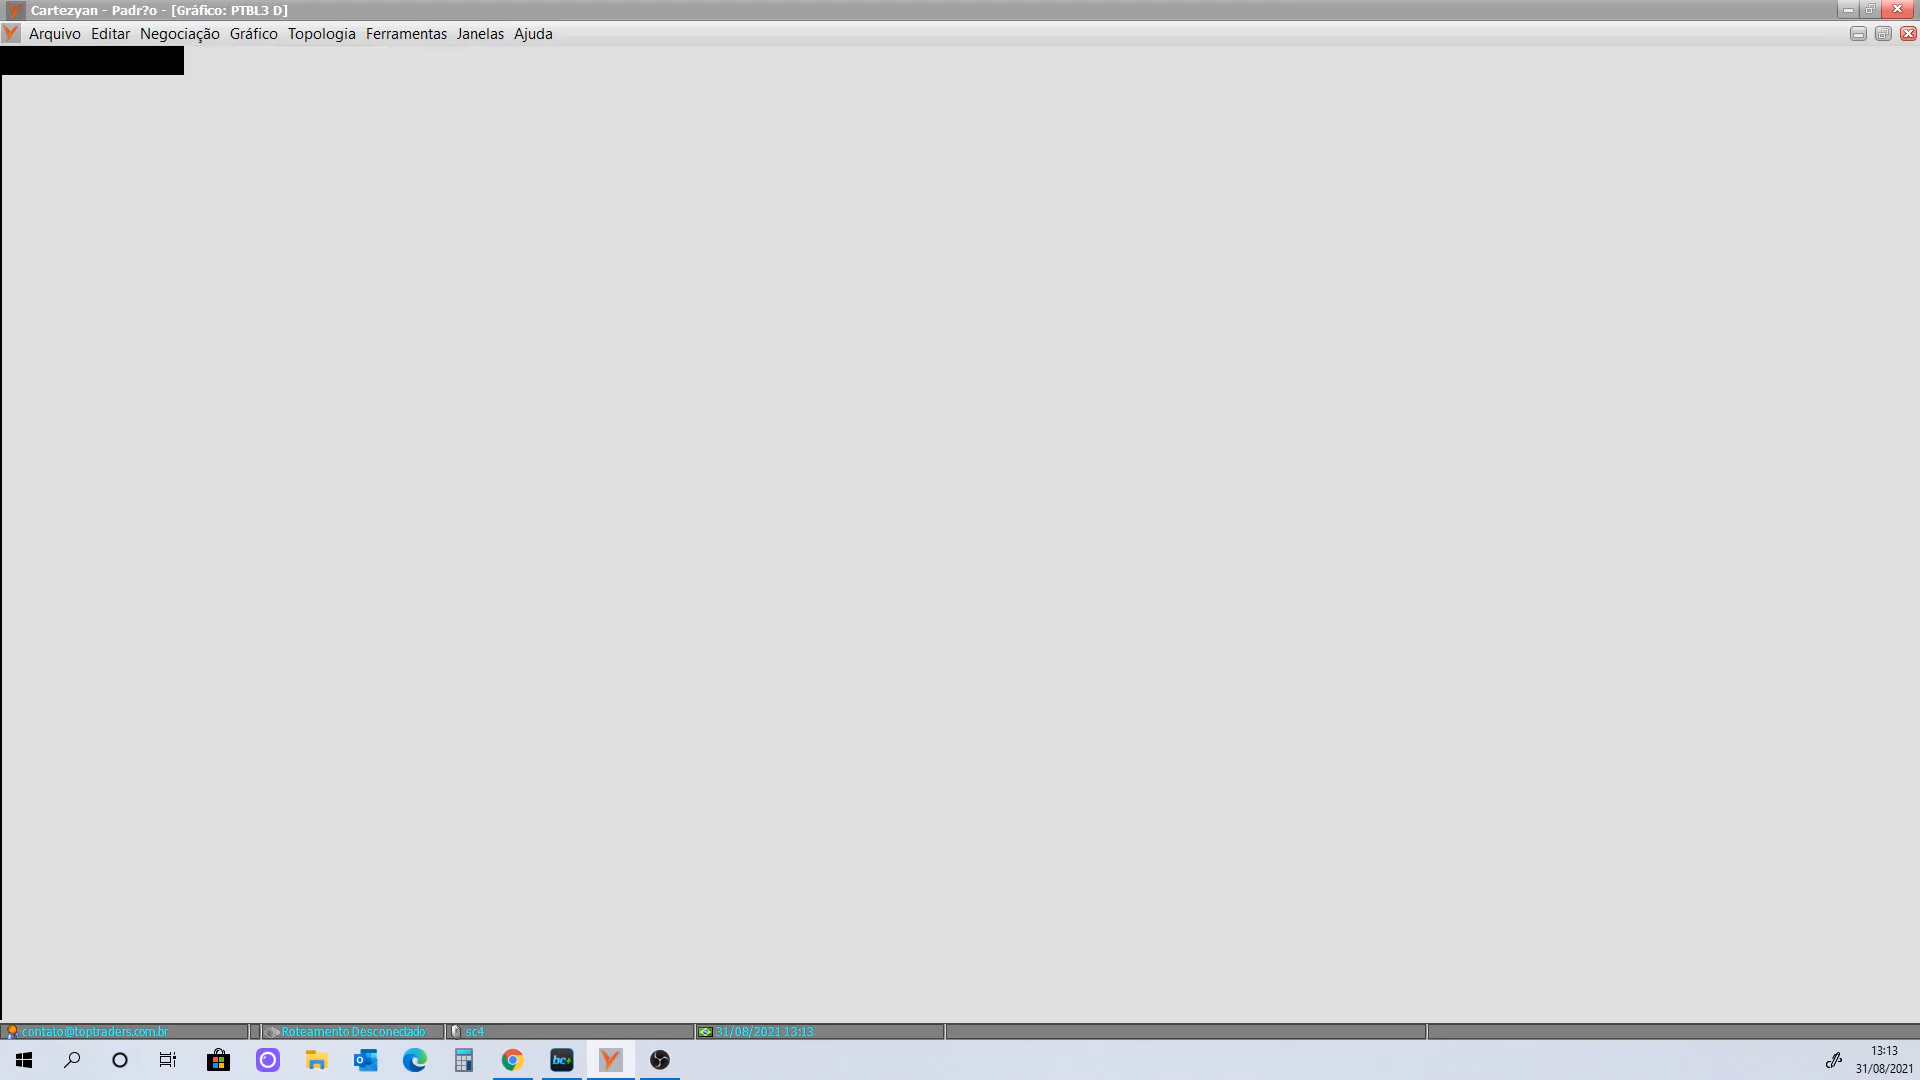 Cartezyan - Padr?o - [Gráfico: PTBL3 D]
Arquivo Editar Negociação Gráfico Topologia Ferramentas Janelas Ajuda
contato@toptraders.com.br Roteamento Desconectado sc4 31/08/2021 13:13
bc+
13:13
31/08/2021